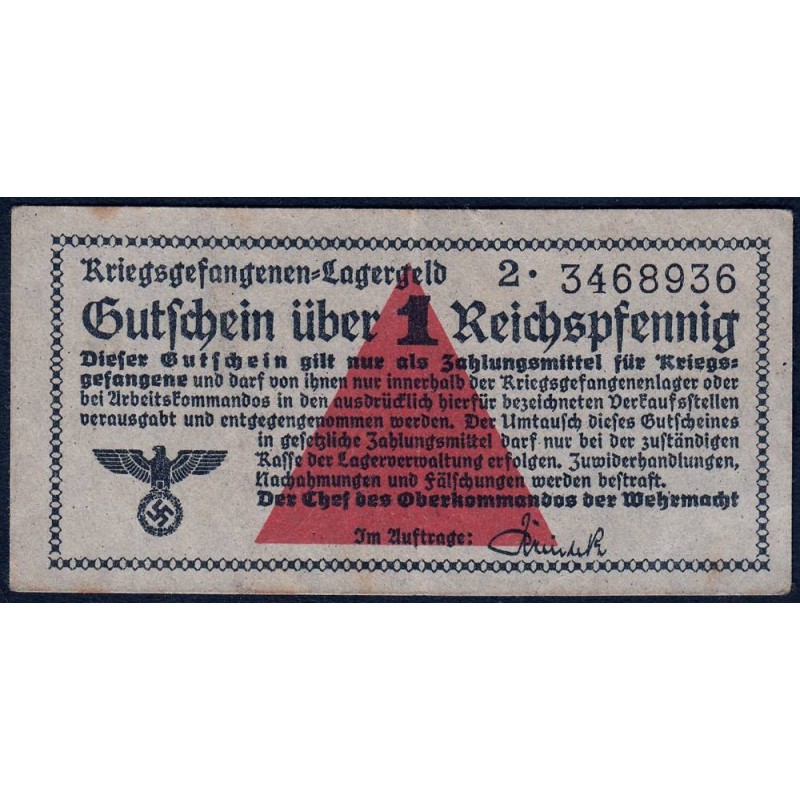 Kriegsgefangenen-Lagergeld 2 · 3468936
Gutschein über 1 Reichspfennig
Dieser Gutschein gilt nur als Zahlungsmittel für Kriegs-
gefangene und darf von ihnen nur innerhalb der Kriegsgefangenenlager oder
bei Arbeitskommandos in den ausdrücklich hierfür bezeichneten Verkaufsstellen
verausgabt und entgegengenommen werden. Der Umtausch dieses Gutscheines
in gesetzliche Zahlungsmittel darf nur bei der zuständigen
Kasse der Lagerverwaltung erfolgen. Zuwiderhandlungen,
Nachahmungen und Fälschungen werden bestraft.
Der Chef des Oberkommandos der Wehrmacht
Im Auftrage: